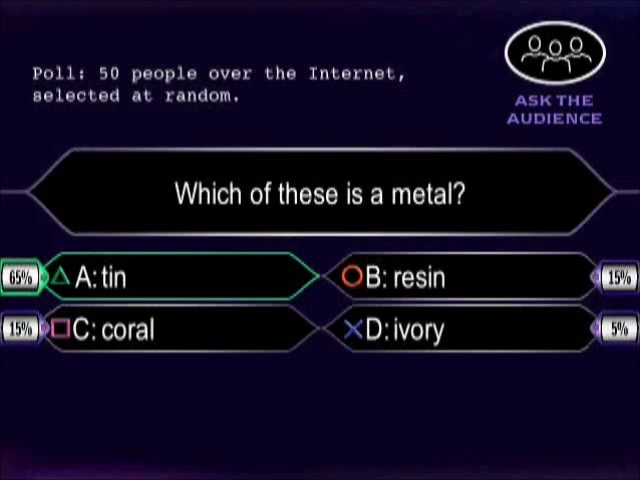 Poll: 50 people over the Internet,
selected at random.
ASK THE
AUDIENCE
Which of these is a metal?
65% A: tin
B: resin 15%
15% C: coral
D: ivory 5%